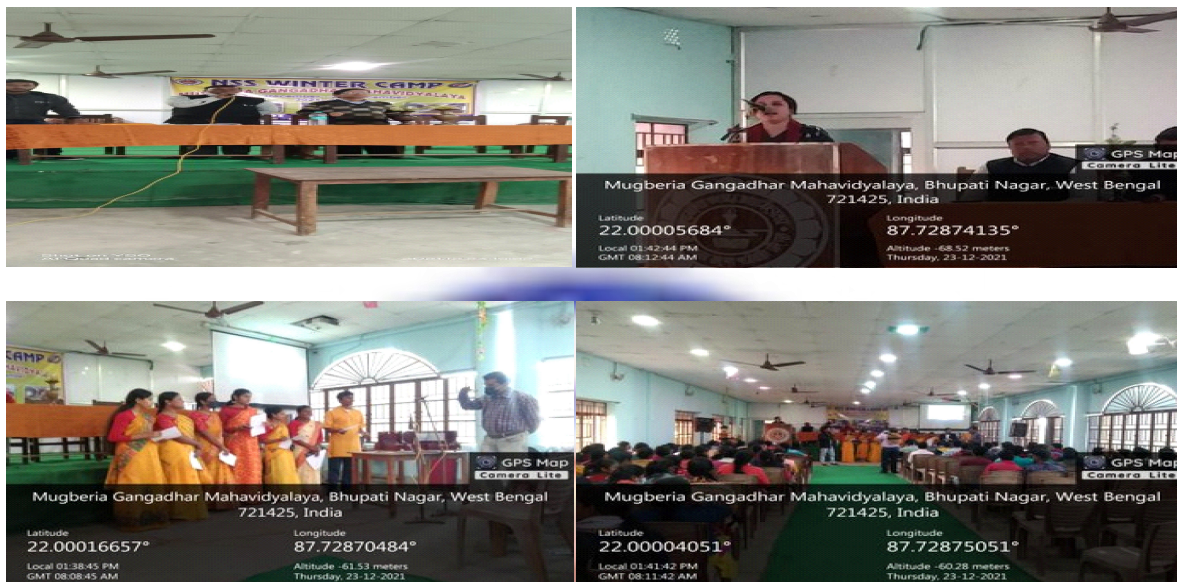 NSS WINTER CAMP
GANGADHAR MAHAVIDYALAYA
Shot on Y50
GPS Map
Camera Lite
Mugberia Gangadhar Mahavidyalaya, Bhupati Nagar, West Bengal
721425, India
Latitude
22.00005684°
Longitude
87.72874135°
Local 01:42:44 PM
GMT 08:12:44 AM
Altitude -68.52 meters
Thursday, 23-12-2021
CAMP
GPS Map
Camera Lite
Mugberia Gangadhar Mahavidyalaya, Bhupati Nagar, West Bengal
721425, India
Latitude
22.00016657°
Longitude
87.72870484°
Local 01:38:45 PM
GMT 08:08:45 AM
Altitude -61.53 meters
Thursday, 23-12-2021
GPS Map
Camera Lite
Mugberia Gangadhar Mahavidyalaya, Bhupati Nagar, West Bengal
721425, India
Latitude
22.00004051°
Longitude
87.72875051°
Local 01:41:42 PM
GMT 08:11:42 AM
Altitude -60.28 meters
Thursday, 23-12-2021